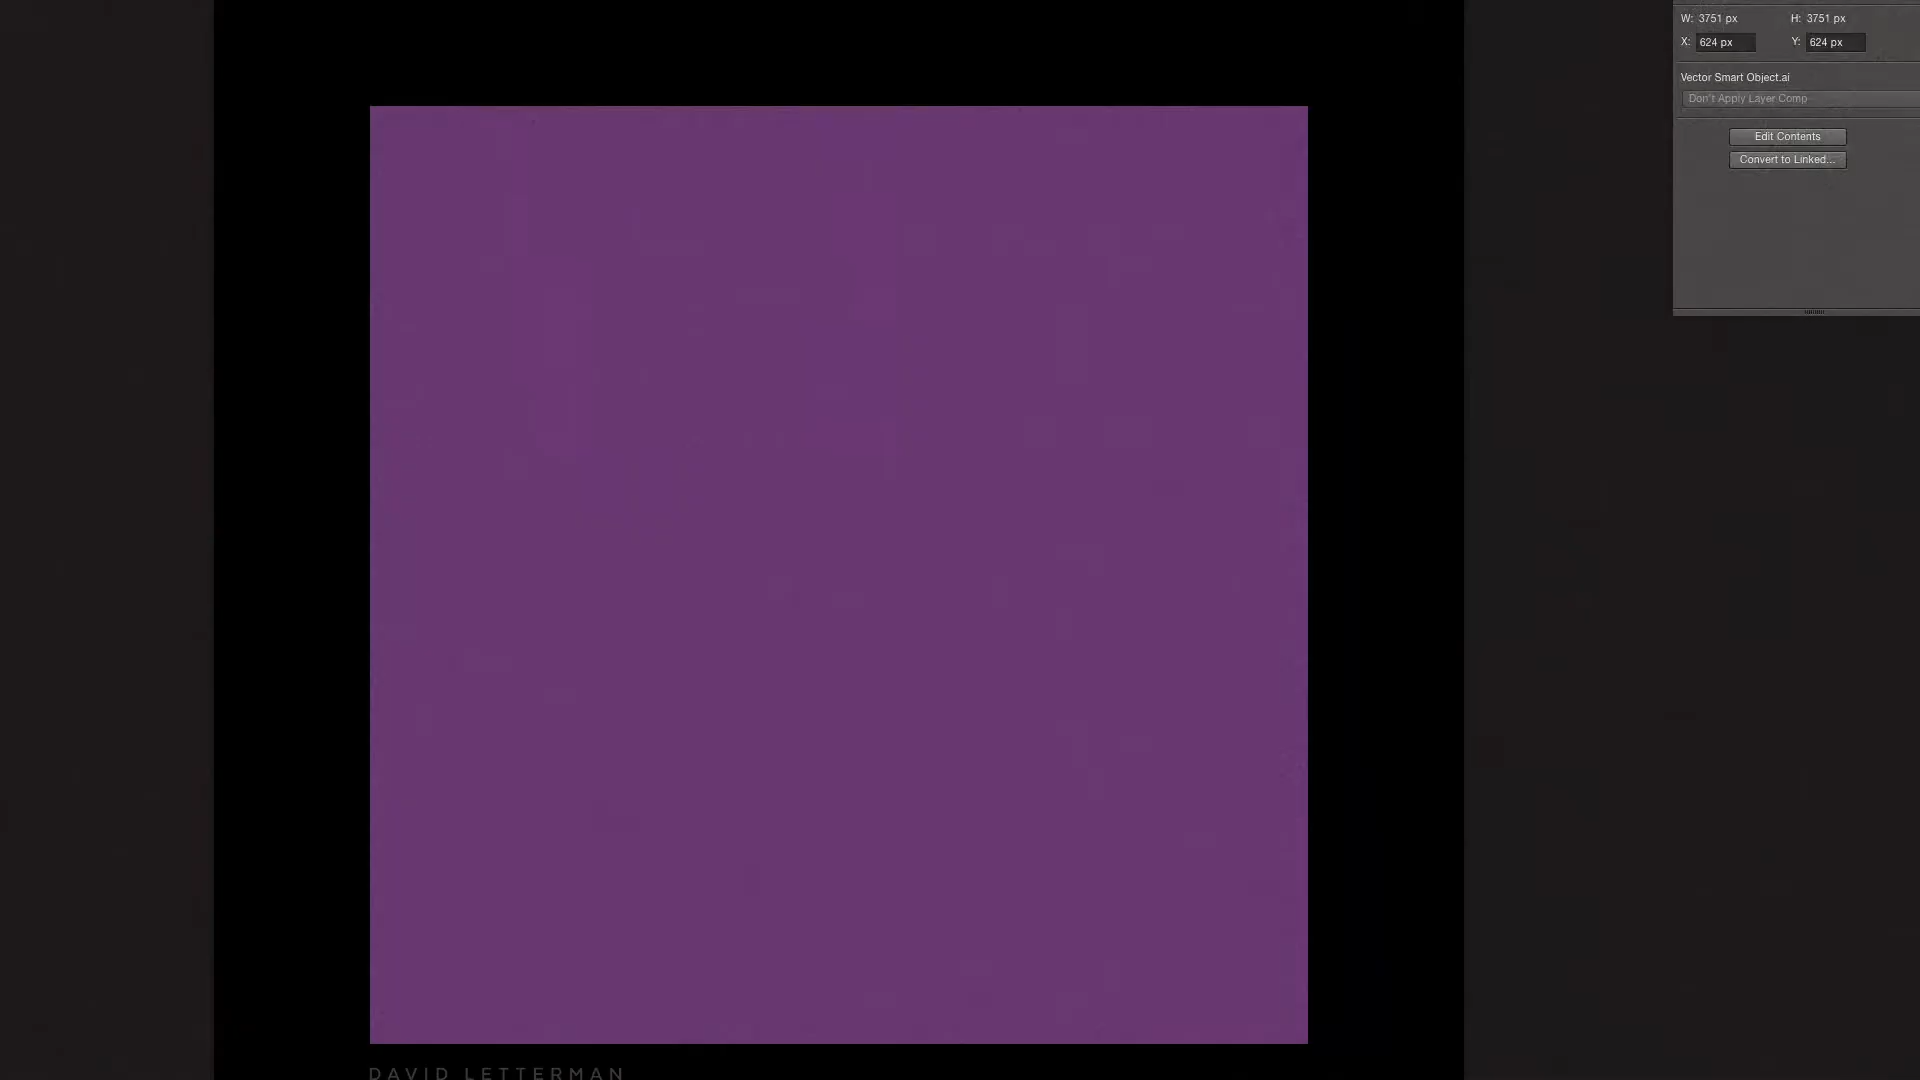 W: 3751 px H: 3751 px
X: 624 px Y: 624 px
Vector Smart Object.ai
Don't Apply Layer Comp
Edit Contents
Convert to Linked...
DAVID LETTERMAN